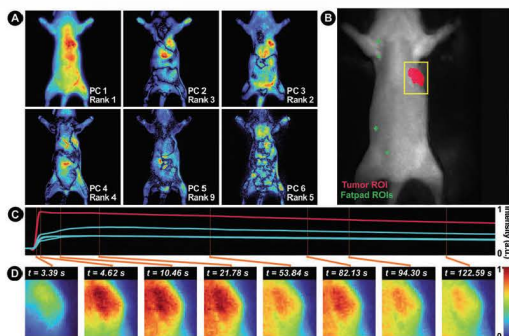 A
PC 1
Rank 1
PC 2
Rank 3
PC 3
Rank 2
PC 4
Rank 4
PC 5
Rank 9
PC 6
Rank 5
B
Tumor ROI
Fatpad ROIs
C
1
Intensity (a.u.)
0
D
t = 3.39 s
t = 4.62 s
t = 10.46 s
t = 21.78 s
t = 53.84 s
t = 82.13 s
t = 94.30 s
t = 122.59 s
1
0